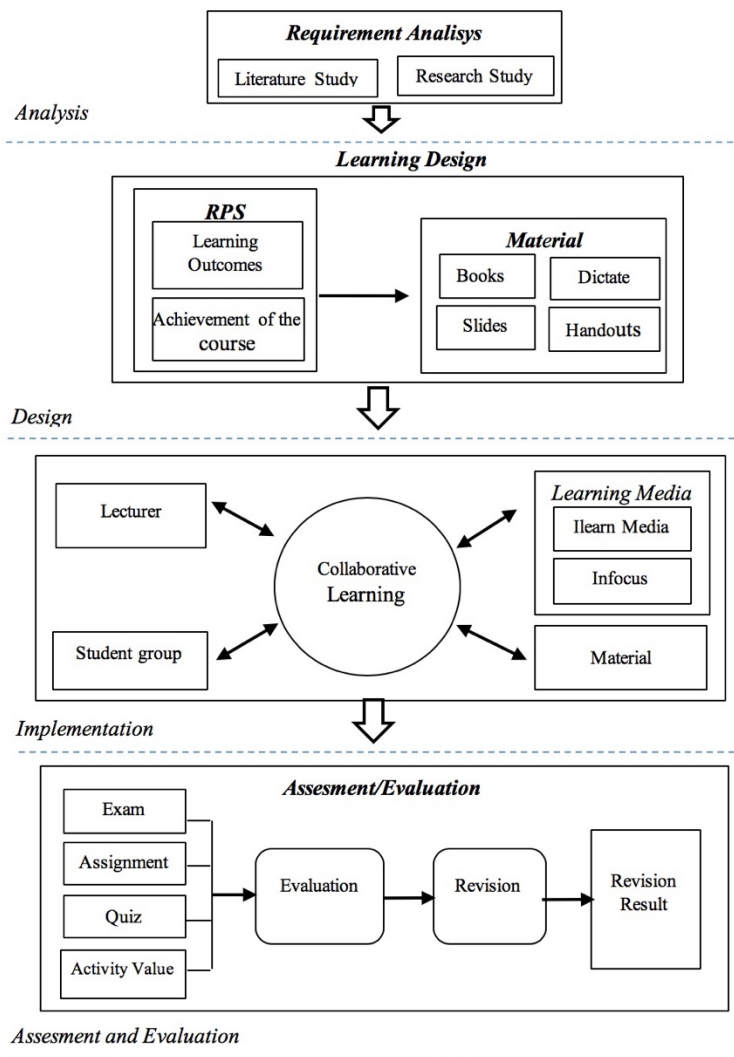 Requirement Analisys
Literature Study
Research Study
Analysis
Learning Design
RPS
Learning
Outcomes
Achievement of the
course
Material
Books
Dictate
Slides
Handouts
Design
Lecturer
Learning Media
Ilearn Media
Infocus
Collaborative
Learning
Student group
Material
Implementation
Assesment/Evaluation
Exam
Assignment
Quiz
Activity Value
Evaluation
Revision
Revision
Result
Assesment and Evaluation